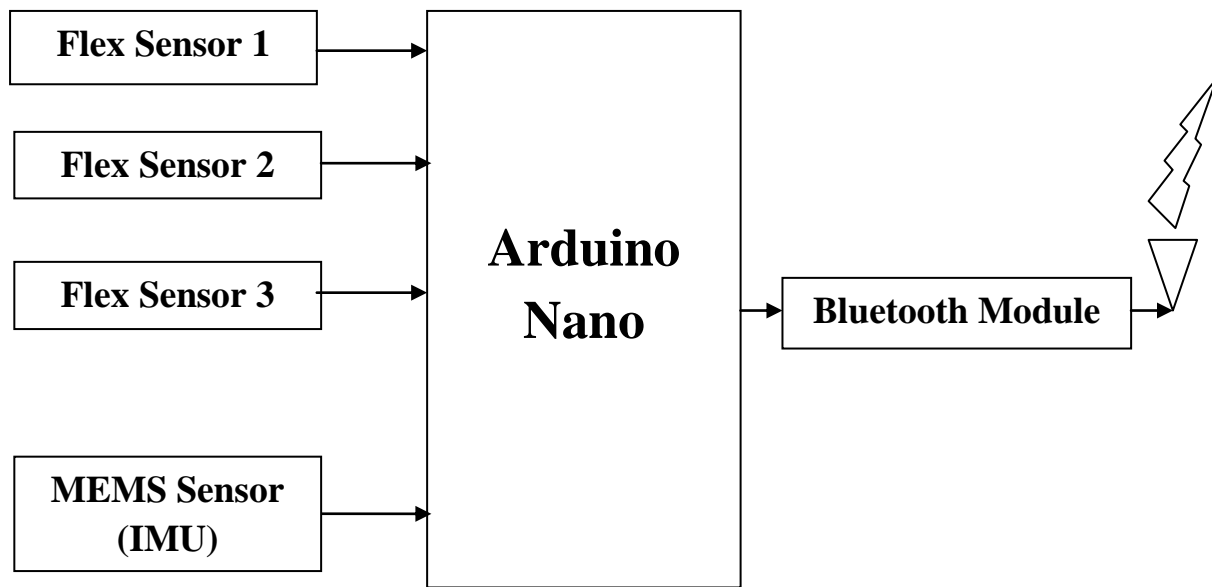 Flex Sensor 1
Flex Sensor 2
Flex Sensor 3
MEMS Sensor
(IMU)
Arduino
Nano
Bluetooth Module